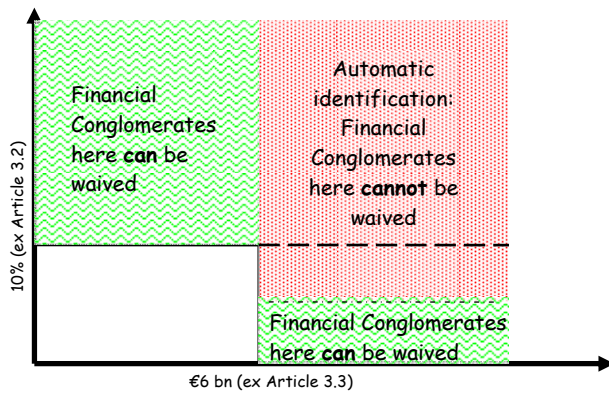 Financial
Conglomerates
here can be
waived
Automatic
identification:
Financial
Conglomerates
here cannot be
waived
Financial Conglomerates
here can be waived
10% (ex Article 3.2)
€6 bn (ex Article 3.3)